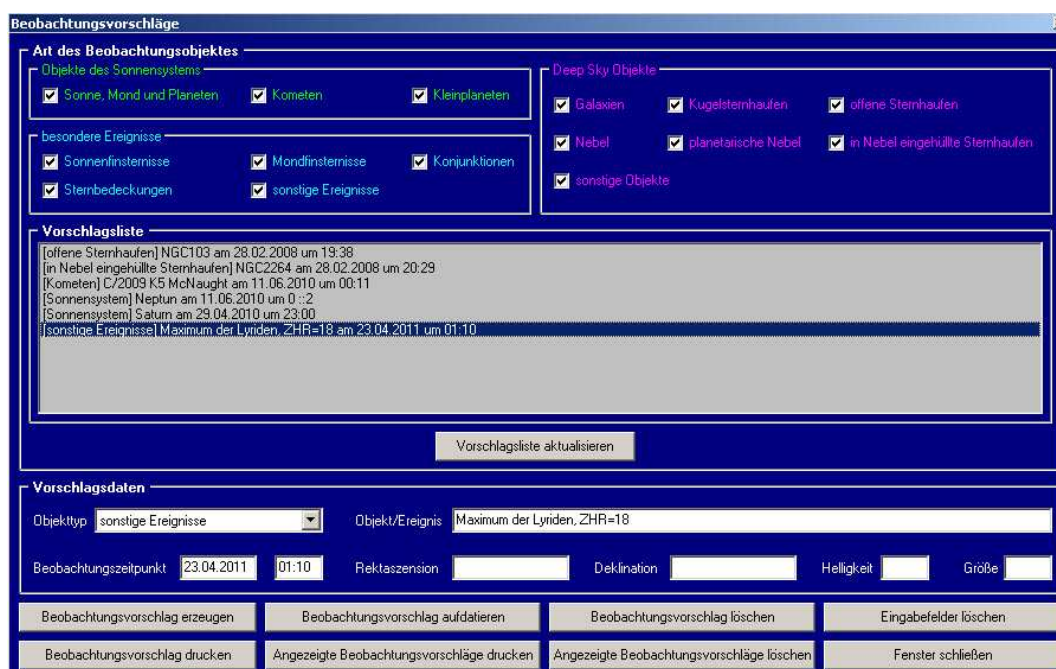 Beobachtungsvorschläge
Art des Beobachtungsobjektes
Objekte des Sonnensystems
Sonne, Mond und Planeten Kometen Kleinplaneten
besondere Ereignisse
Sonnenfinsternisse Mondfinsternisse Konjunktionen
Sternbedeckungen sonstige Ereignisse
Deep Sky Objekte
Galaxien Kugelsternhaufen offene Sternhaufen
Nebel planetarische Nebel in Nebel eingehüllte Sternhaufen
sonstige Objekte
Vorschlagsliste
[offene Sternhaufen] NGC103 am 28.02.2008 um 19:38
[in Nebel eingehüllte Sternhaufen] NGC2264 am 28.02.2008 um 20:29
[Kometen] C/2009 K5 McNaught am 11.06.2010 um 00:11
[Sonnensystem] Neptun am 11.06.2010 um 0 ::2
[Sonnensystem] Saturn am 29.04.2010 um 23:00
[sonstige Ereignisse] Maximum der Lyriden, ZHR=18 am 23.04.2011 um 01:10
Vorschlagsliste aktualisieren
Vorschlagsdaten
Objekttyp sonstige Ereignisse Objekt/Ereignis Maximum der Lyriden, ZHR=18
Beobachtungszeitpunkt 23.04.2011 01:10 Rektaszension Deklination Helligkeit Größe
Beobachtungsvorschlag erzeugen Beobachtungsvorschlag aufdatieren Beobachtungsvorschlag löschen Eingabefelder löschen
Beobachtungsvorschlag drucken Angezeigte Beobachtungsvorschläge drucken Angezeigte Beobachtungsvorschläge löschen Fenster schließen